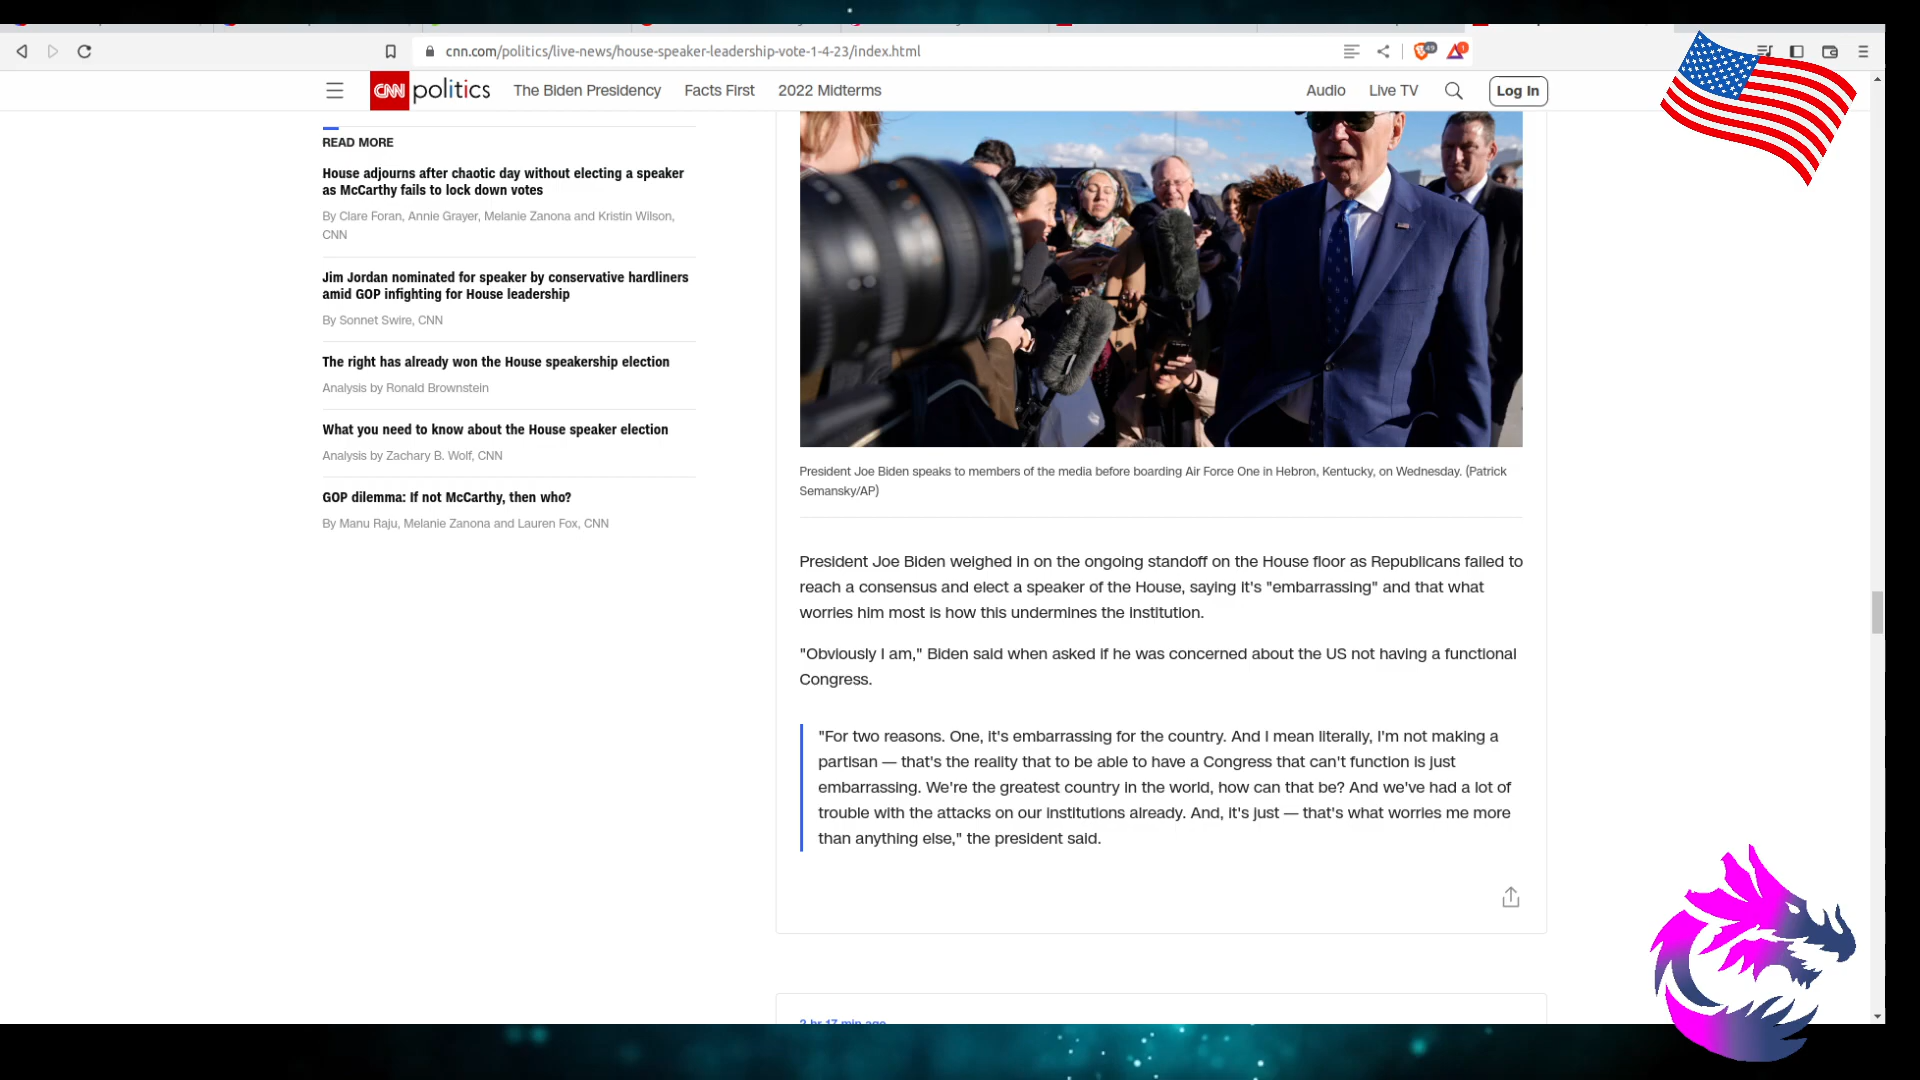 cnn.com/politics/live-news/house-speaker-leadership-vote-1-4-23/index.html
49
1
CNN politics
The Biden Presidency
Facts First
2022 Midterms
Audio
Live TV
Log In
READ MORE
House adjourns after chaotic day without electing a speaker
as McCarthy fails to lock down votes
By Clare Foran, Annie Grayer, Melanie Zanona and Kristin Wilson,
CNN
Jim Jordan nominated for speaker by conservative hardliners
amid GOP infighting for House leadership
By Sonnet Swire, CNN
The right has already won the House speakership election
Analysis by Ronald Brownstein
What you need to know about the House speaker election
Analysis by Zachary B. Wolf, CNN
GOP dilemma: If not McCarthy, then who?
By Manu Raju, Melanie Zanona and Lauren Fox, CNN
President Joe Biden speaks to members of the media before boarding Air Force One in Hebron, Kentucky, on Wednesday. (Patrick
Semansky/AP)
President Joe Biden weighed in on the ongoing standoff on the House floor as Republicans failed to
reach a consensus and elect a speaker of the House, saying it's "embarrassing" and that what
worries him most is how this undermines the institution.
"Obviously I am," Biden said when asked if he was concerned about the US not having a functional
Congress.
"For two reasons. One, it's embarrassing for the country. And I mean literally, I'm not making a
partisan — that's the reality that to be able to have a Congress that can't function is just
embarrassing. We're the greatest country in the world, how can that be? And we've had a lot of
trouble with the attacks on our institutions already. And, it's just — that's what worries me more
than anything else," the president said.
2 hr 17 min ago